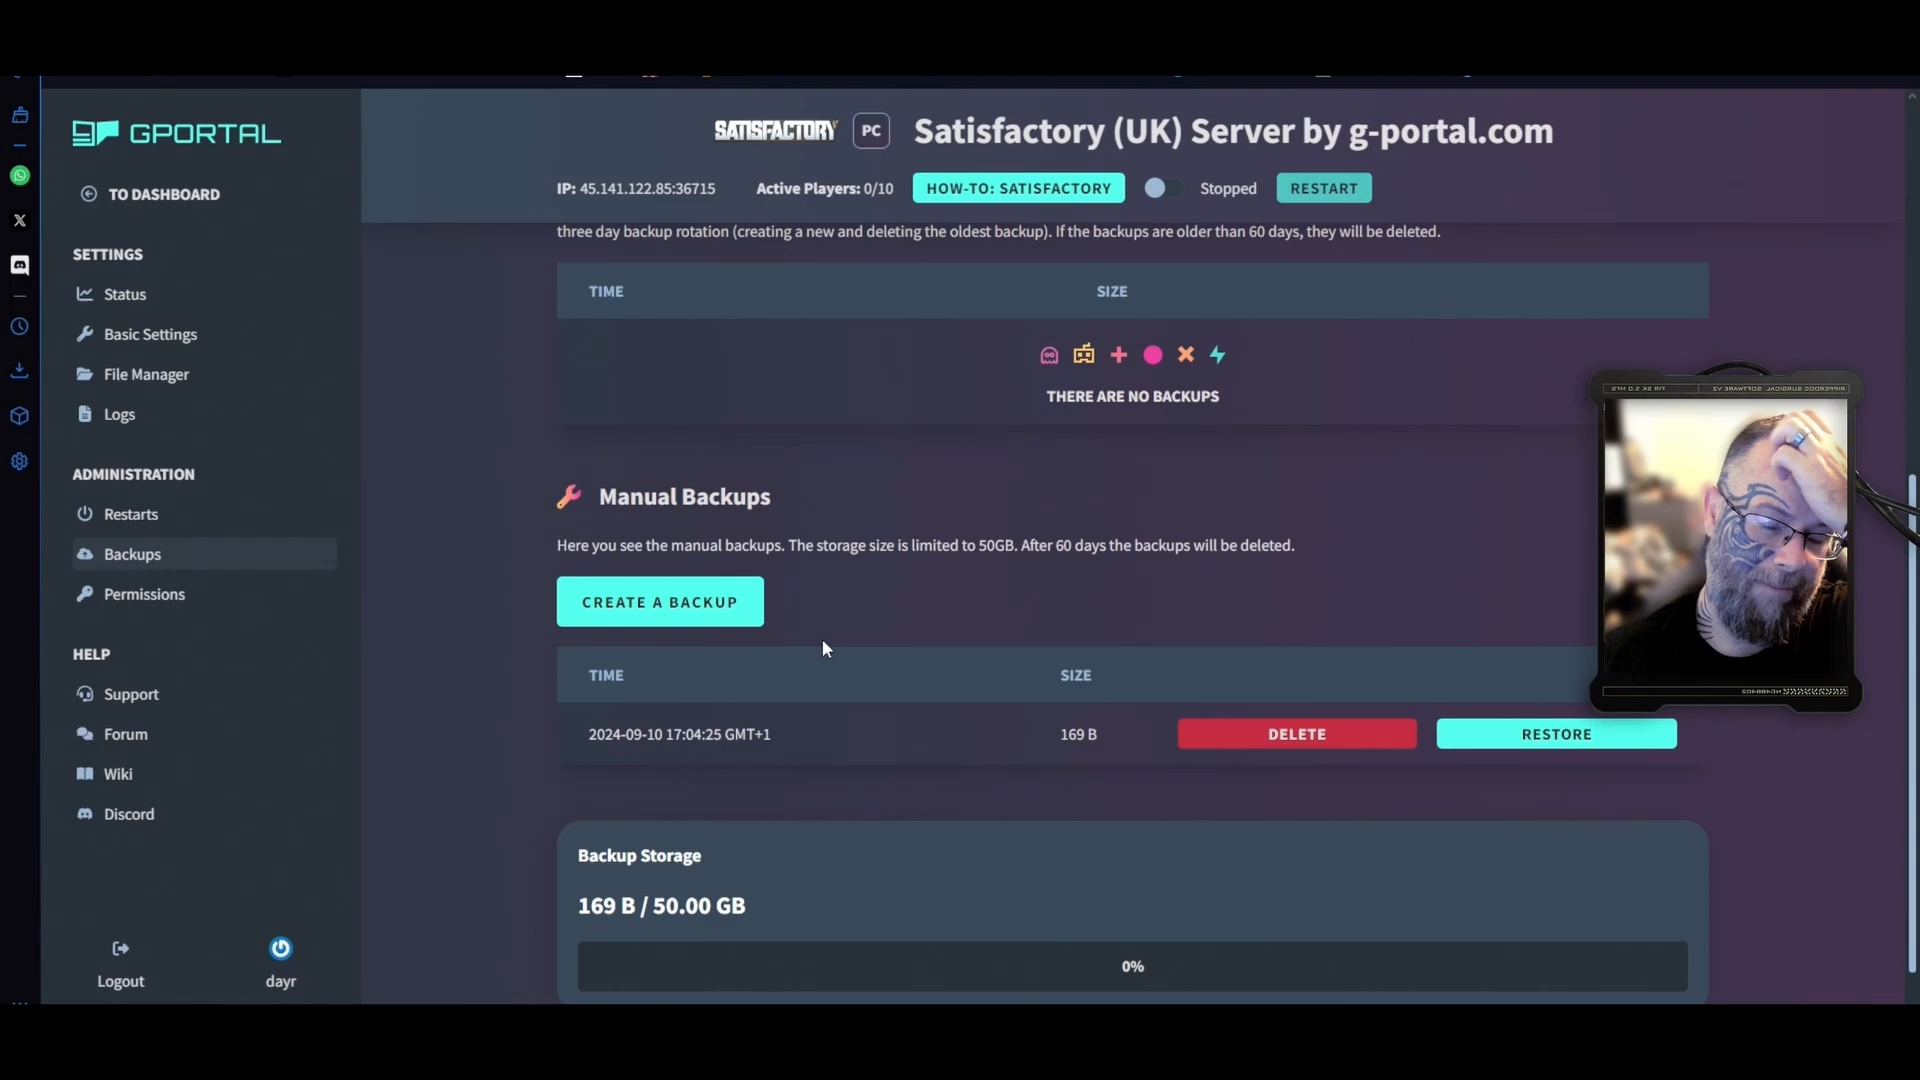 GPORTAL
TO DASHBOARD
SETTINGS
Status
Basic Settings
File Manager
Logs
ADMINISTRATION
Restarts
Backups
Permissions
HELP
Support
Forum
Wiki
Discord
Logout
dayr
SATISFACTORY
PC
Satisfactory (UK) Server by g-portal.com
IP: 45.141.122.85:36715
Active Players: 0/10
HOW-TO: SATISFACTORY
Stopped
RESTART
three day backup rotation (creating a new and deleting the oldest backup). If the backups are older than 60 days, they will be deleted.
TIME SIZE
THERE ARE NO BACKUPS
Manual Backups
Here you see the manual backups. The storage size is limited to 50GB. After 60 days the backups will be deleted.
CREATE A BACKUP
TIME SIZE
2024-09-10 17:04:25 GMT+1 169 B DELETE RESTORE
Backup Storage
169 B / 50.00 GB
0%